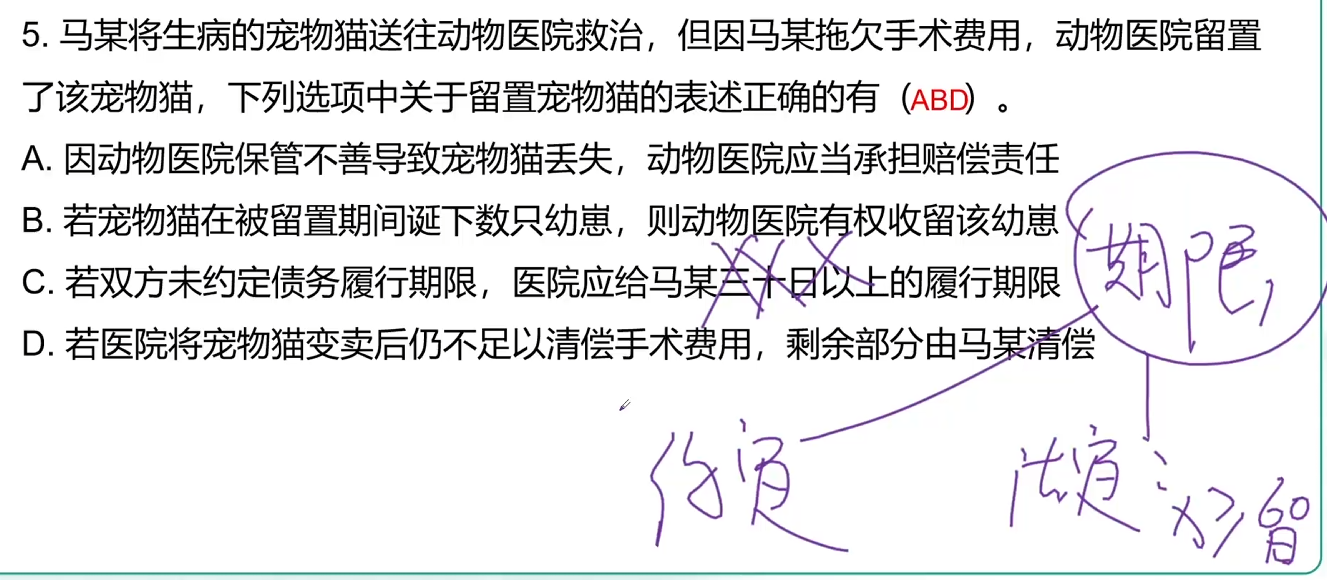 5. 马某将生病的宠物猫送往动物医院救治，但因马某拖欠手术费用，动物医院留置
了该宠物猫，下列选项中关于留置宠物猫的表述正确的有（ABD）。
A. 因动物医院保管不善导致宠物猫丢失，动物医院应当承担赔偿责任
B. 若宠物猫在被留置期间诞下数只幼崽，则动物医院有权收留该幼崽
C. 若双方未约定债务履行期限，医院应给马某三十日以上的履行期限
D. 若医院将宠物猫变卖后仍不足以清偿手术费用，剩余部分由马某清偿
期限
约定
法定：≥60日